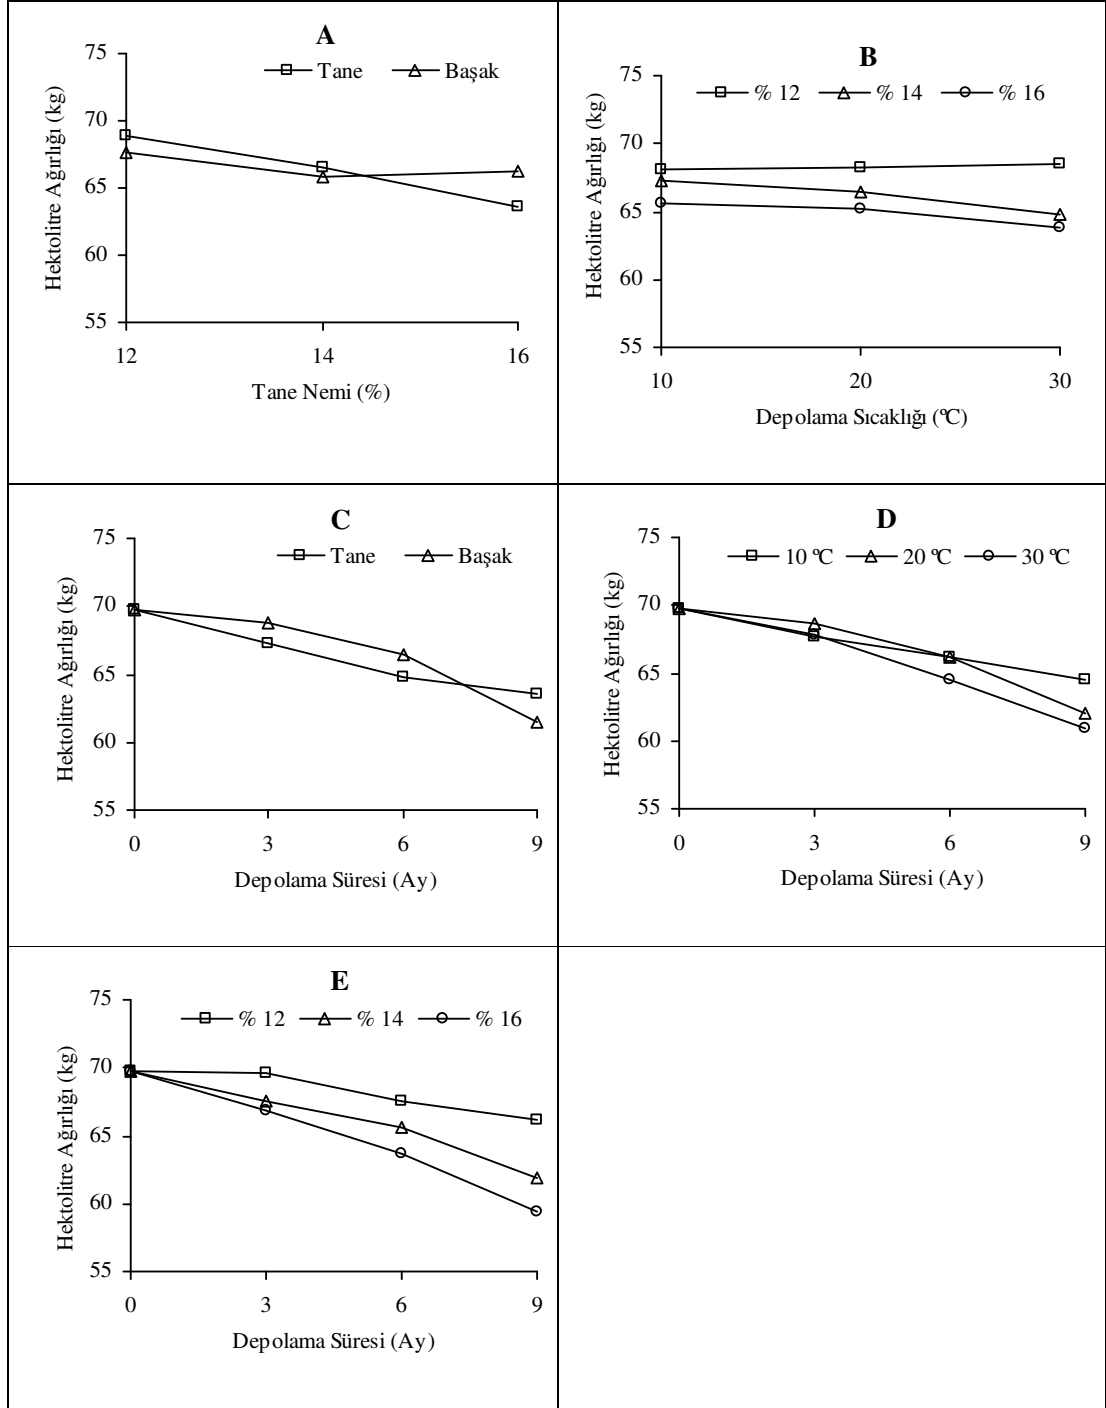 A
Tane Başak
75
70
65
60
55
Hektolitre Ağırlığı (kg)
12 14 16
Tane Nemi (%)
B
% 12 % 14 % 16
75
70
65
60
55
Hektolitre Ağırlığı (kg)
10 20 30
Depolama Sıcaklığı (ºC)
C
Tane Başak
75
70
65
60
55
Hektolitre Ağırlığı (kg)
0 3 6 9
Depolama Süresi (Ay)
D
10 ºC 20 ºC 30 ºC
75
70
65
60
55
Hektolitre Ağırlığı (kg)
0 3 6 9
Depolama Süresi (Ay)
E
% 12 % 14 % 16
75
70
65
60
55
Hektolitre Ağırlığı (kg)
0 3 6 9
Depolama Süresi (Ay)